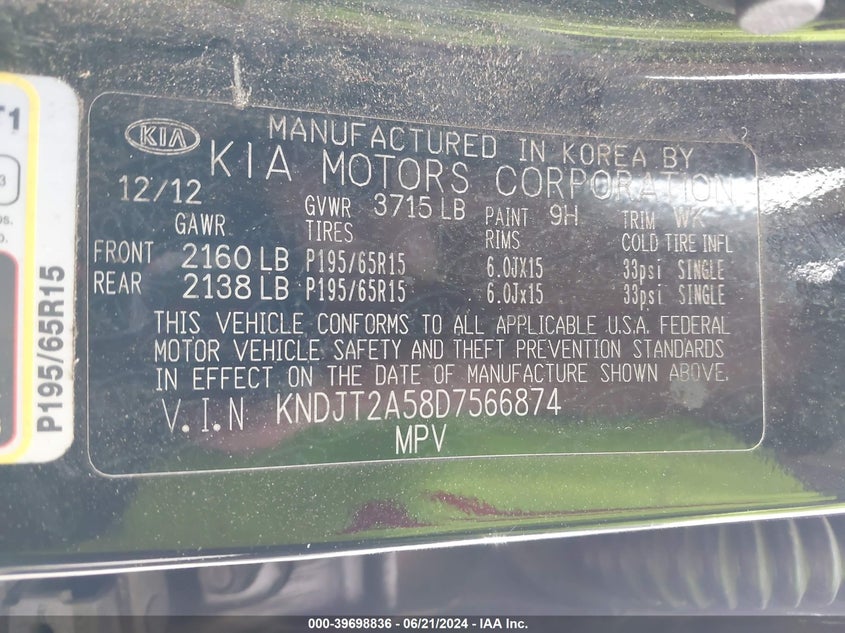 KIA
MANUFACTURED IN KOREA BY
KIA MOTORS CORPORATION
12/12
GVWR 3715 LB PAINT 9H TRIM WK
GAWR TIRES RIMS COLD TIRE INFL
FRONT 2160 LB P195/65R15 6.0JX15 33psi SINGLE
REAR 2138 LB P195/65R15 6.0Jx15 33psi SINGLE
THIS VEHICLE CONFORMS TO ALL APPLICABLE U.S.A. FEDERAL
MOTOR VEHICLE SAFETY AND THEFT PREVENTION STANDARDS
IN EFFECT ON THE DATE OF MANUFACTURE SHOWN ABOVE.
V.I.N KNDJT2A58D7566874
MPV
P195/65R15
000-39698836 - 06/21/2024 - IAA Inc.